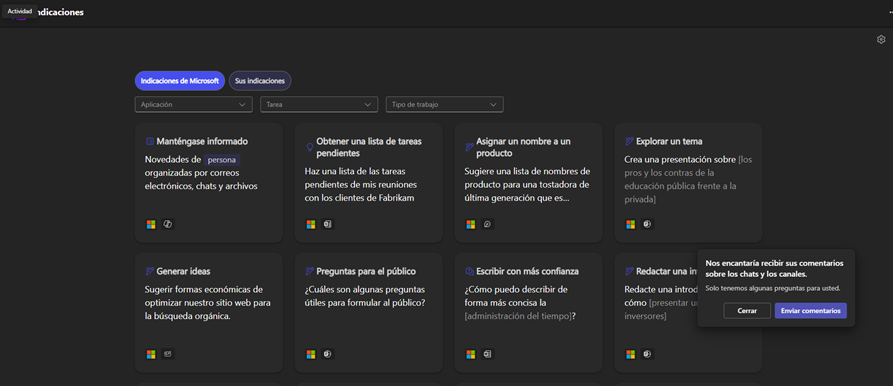 Actividad
ndicaciones
Indicaciones de Microsoft
Sus indicaciones
Aplicación
Tarea
Tipo de trabajo
Manténgase informado
Novedades de persona
organizadas por correos
electrónicos, chats y archivos
Obtener una lista de tareas
pendientes
Haz una lista de las tareas
pendientes de mis reuniones
con los clientes de Fabrikam
Asignar un nombre a un
producto
Sugiere una lista de nombres de
producto para una tostadora de
última generación que es...
Explorar un tema
Crea una presentación sobre [los
pros y los contras de la
educación pública frente a la
privada]
Generar ideas
Sugerir formas económicas de
optimizar nuestro sitio web para
la búsqueda orgánica.
Preguntas para el público
¿Cuáles son algunas preguntas
útiles para formular al público?
Escribir con más confianza
¿Cómo puedo describir de
forma más concisa la
[administración del tiempo]?
Redactar una in
Redacte una introd
cómo [presentar u
inversores]
Nos encantaría recibir sus comentarios
sobre los chats y los canales.
Solo tenemos algunas preguntas para usted.
Cerrar
Enviar comentarios